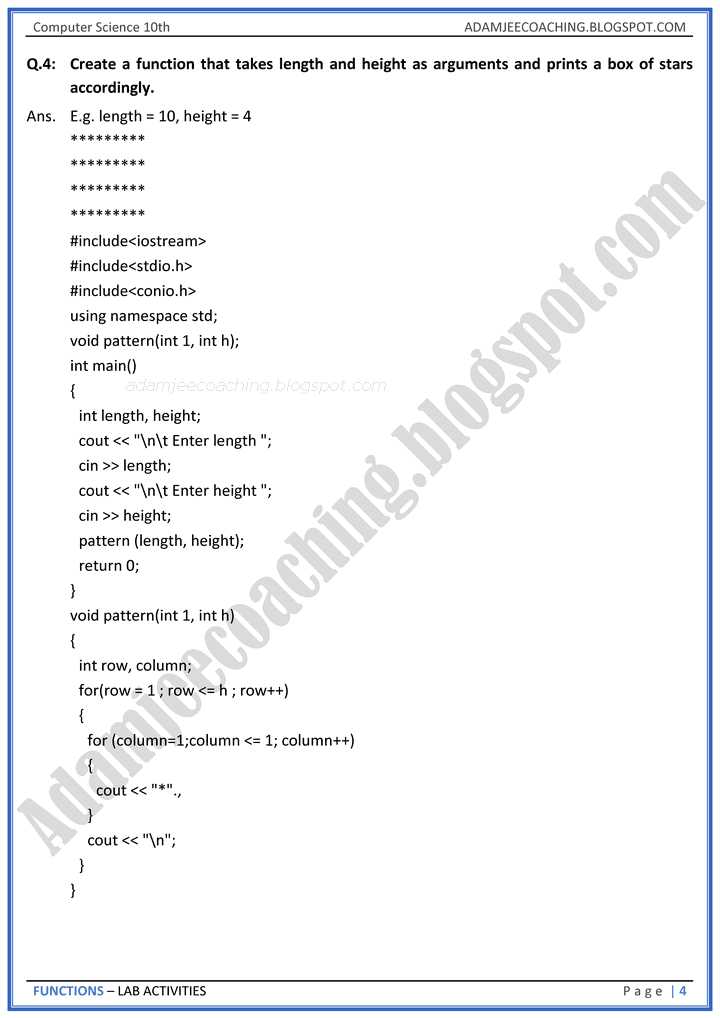 Computer Science 10th ADAMJEECOACHING.BLOGSPOT.COM
Q.4: Create a function that takes length and height as arguments and prints a box of stars
accordingly.
Ans. E.g. length = 10, height = 4
*********
*********
*********
*********
#include<iostream>
#include<stdio.h>
#include<conio.h>
using namespace std;
void pattern(int 1, int h);
int main()
{
adamjeecoaching.blogspot.com
int length, height;
cout << "\n\t Enter length ";
cin >> length;
cout << "\n\t Enter height ";
cin >> height;
pattern (length, height);
return 0;
}
void pattern(int 1, int h)
{
int row, column;
for(row = 1 ; row <= h ; row++)
{
for (column=1;column <= 1; column++)
{
cout << "*".,
}
cout << "\n";
}
}
Adamjeecoaching.blogspot.com
FUNCTIONS – LAB ACTIVITIES Page | 4